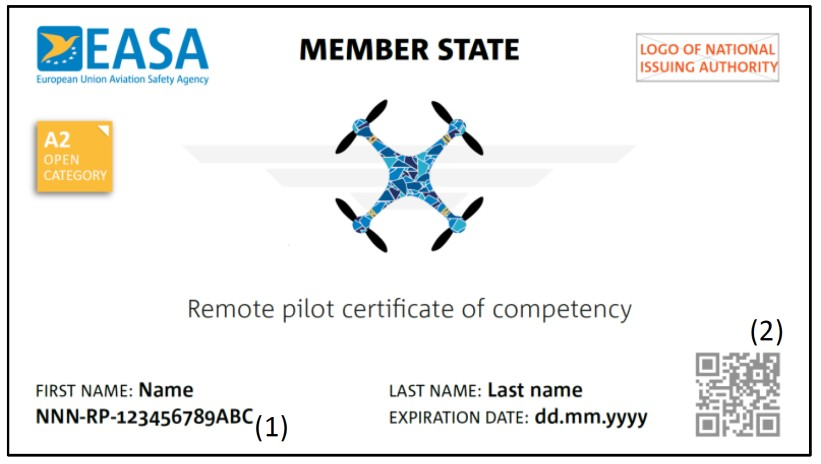 EASA
European Union Aviation Safety Agency
MEMBER STATE
LOGO OF NATIONAL
ISSUING AUTHORITY
A2
OPEN
CATEGORY
Remote pilot certificate of competency
(2)
FIRST NAME: Name
LAST NAME: Last name
NNN-RP-123456789ABC(1)
EXPIRATION DATE: dd.mm.yyyy